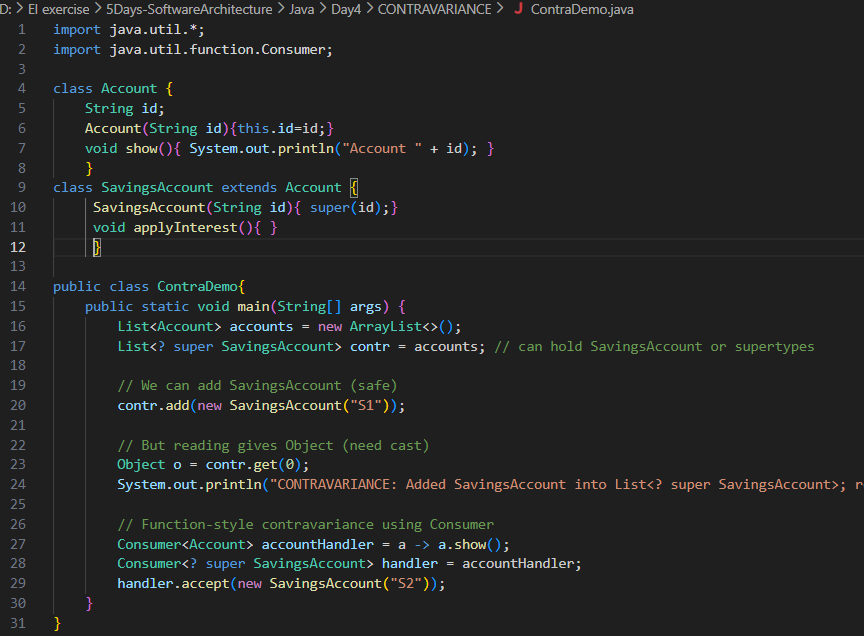 D: > EI exercise > 5Days-SoftwareArchitecture > Java > Day4 > CONTRAVARIANCE > J ContraDemo.java
1 import java.util.*;
2 import java.util.function.Consumer;
3
4 class Account {
5     String id;
6     Account(String id){this.id=id;}
7     void show(){ System.out.println("Account " + id); }
8     }
9 class SavingsAccount extends Account {
10     SavingsAccount(String id){ super(id);}
11     void applyInterest(){ }
12     }
13
14 public class ContraDemo{
15     public static void main(String[] args) {
16         List<Account> accounts = new ArrayList<>();
17         List<? super SavingsAccount> contr = accounts; // can hold SavingsAccount or supertypes
18
19         // We can add SavingsAccount (safe)
20         contr.add(new SavingsAccount("S1"));
21
22         // But reading gives Object (need cast)
23         Object o = contr.get(0);
24         System.out.println("CONTRAVARIANCE: Added SavingsAccount into List<? super SavingsAccount>;
25
26         // Function-style contravariance using Consumer
27         Consumer<Account> accountHandler = a -> a.show();
28         Consumer<? super SavingsAccount> handler = accountHandler;
29         handler.accept(new SavingsAccount("S2"));
30     }
31 }